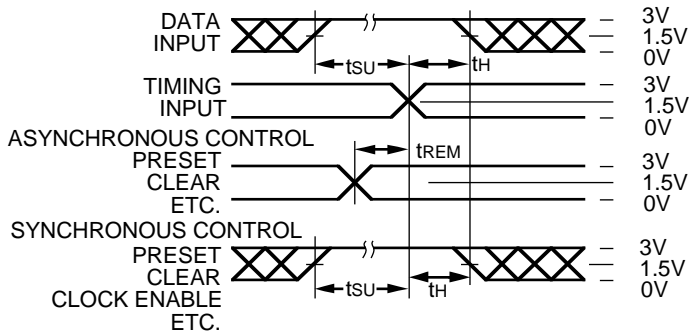 DATA INPUT
3V
1.5V
0V
tSU
tH
TIMING INPUT
3V
1.5V
0V
ASYNCHRONOUS CONTROL
tREM
PRESET
CLEAR
ETC.
3V
1.5V
0V
SYNCHRONOUS CONTROL
PRESET
CLEAR
CLOCK ENABLE
ETC.
3V
1.5V
0V
tSU
tH